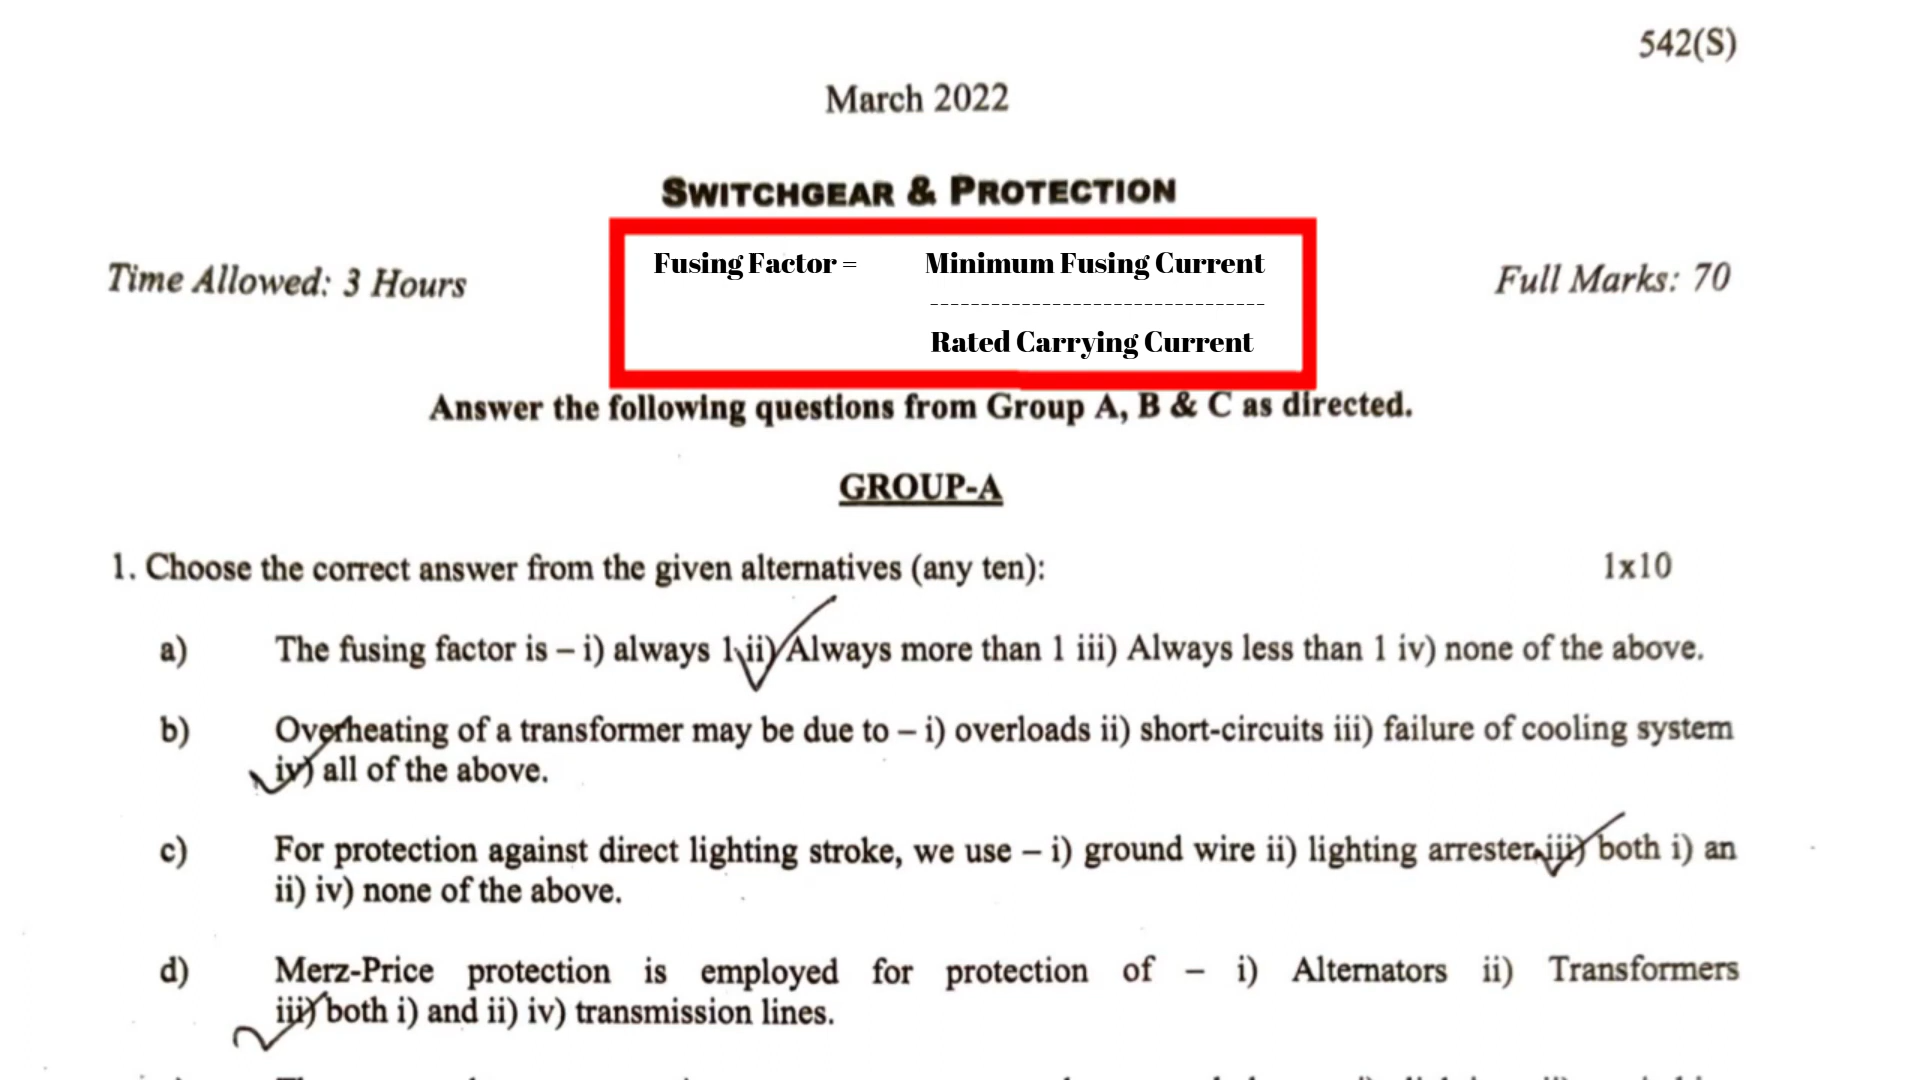 542(S)
March 2022
SWITCHGEAR & PROTECTION
Time Allowed: 3 Hours
Fusing Factor = Minimum Fusing Current
---------------------------------
Rated Carrying Current
Full Marks: 70
Answer the following questions from Group A, B & C as directed.
GROUP-A
1. Choose the correct answer from the given alternatives (any ten): 1x10
a) The fusing factor is – i) always 1 ii) Always more than 1 iii) Always less than 1 iv) none of the above.
b) Overheating of a transformer may be due to – i) overloads ii) short-circuits iii) failure of cooling system
iv) all of the above.
c) For protection against direct lighting stroke, we use – i) ground wire ii) lighting arrester iii) both i) an
ii) iv) none of the above.
d) Merz-Price protection is employed for protection of – i) Alternators ii) Transformers
iii) both i) and ii) iv) transmission lines.